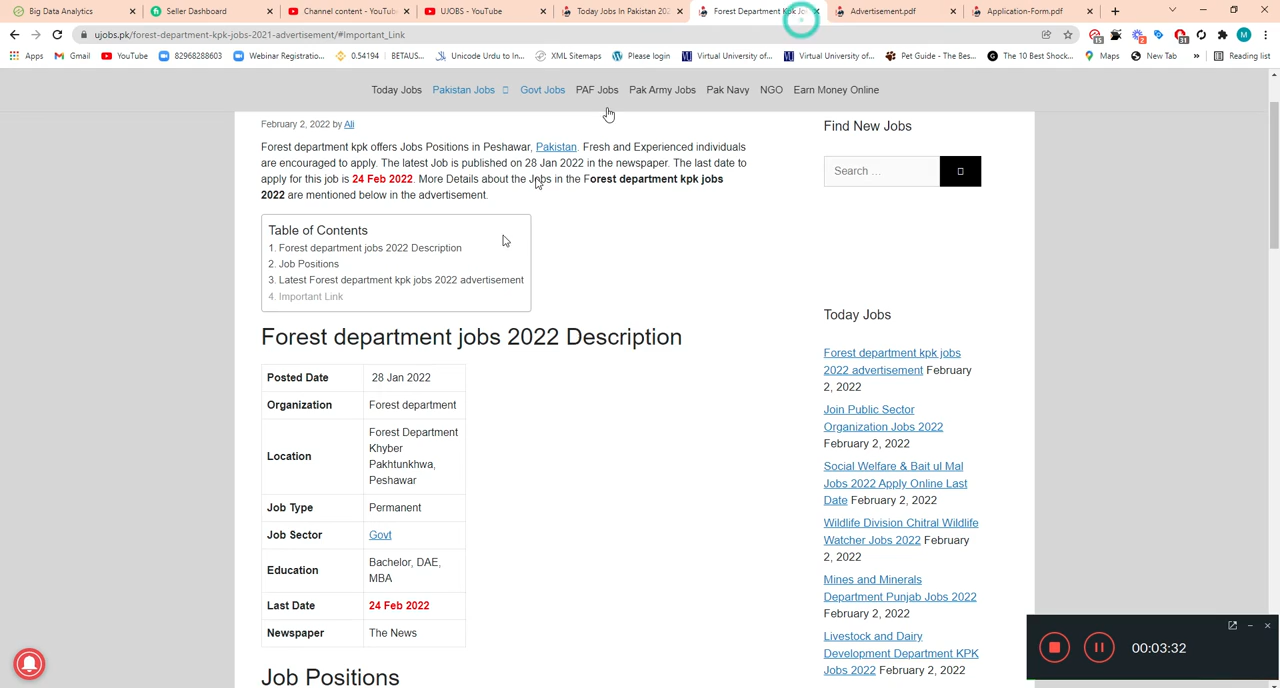 Big Data Analytics
Seller Dashboard
Channel content - YouTub
UJOBS - YouTube
Today Jobs In Pakistan 202
Forest Department Kpk Jo
Advertisement.pdf
Application-Form.pdf
ujobs.pk/forest-department-kpk-jobs-2021-advertisement/#Important_Link
Apps Gmail YouTube 82968288603 Webinar Registratio... 0.54194 | BETAUS... Unicode Urdu to In... XML Sitemaps Please login Virtual University of... Virtual University of... Pet Guide - The Bes... The 10 Best Shock... Maps New Tab » Reading list
Today Jobs Pakistan Jobs Govt Jobs PAF Jobs Pak Army Jobs Pak Navy NGO Earn Money Online
February 2, 2022 by Ali
Forest department kpk offers Jobs Positions in Peshawar, Pakistan. Fresh and Experienced individuals
are encouraged to apply. The latest Job is published on 28 Jan 2022 in the newspaper. The last date to
apply for this job is 24 Feb 2022. More Details about the Jobs in the Forest department kpk jobs
2022 are mentioned below in the advertisement.
Table of Contents
1. Forest department jobs 2022 Description
2. Job Positions
3. Latest Forest department kpk jobs 2022 advertisement
4. Important Link
Forest department jobs 2022 Description
Posted Date 28 Jan 2022
Organization Forest department
Location Forest Department
Khyber
Pakhtunkhwa,
Peshawar
Job Type Permanent
Job Sector Govt
Education Bachelor, DAE,
MBA
Last Date 24 Feb 2022
Newspaper The News
Job Positions
Find New Jobs
Search …
Today Jobs
Forest department kpk jobs
2022 advertisement February
2, 2022
Join Public Sector
Organization Jobs 2022
February 2, 2022
Social Welfare & Bait ul Mal
Jobs 2022 Apply Online Last
Date February 2, 2022
Wildlife Division Chitral Wildlife
Watcher Jobs 2022 February
2, 2022
Mines and Minerals
Department Punjab Jobs 2022
February 2, 2022
Livestock and Dairy
Development Department KPK
Jobs 2022 February 2, 2022
00:03:32